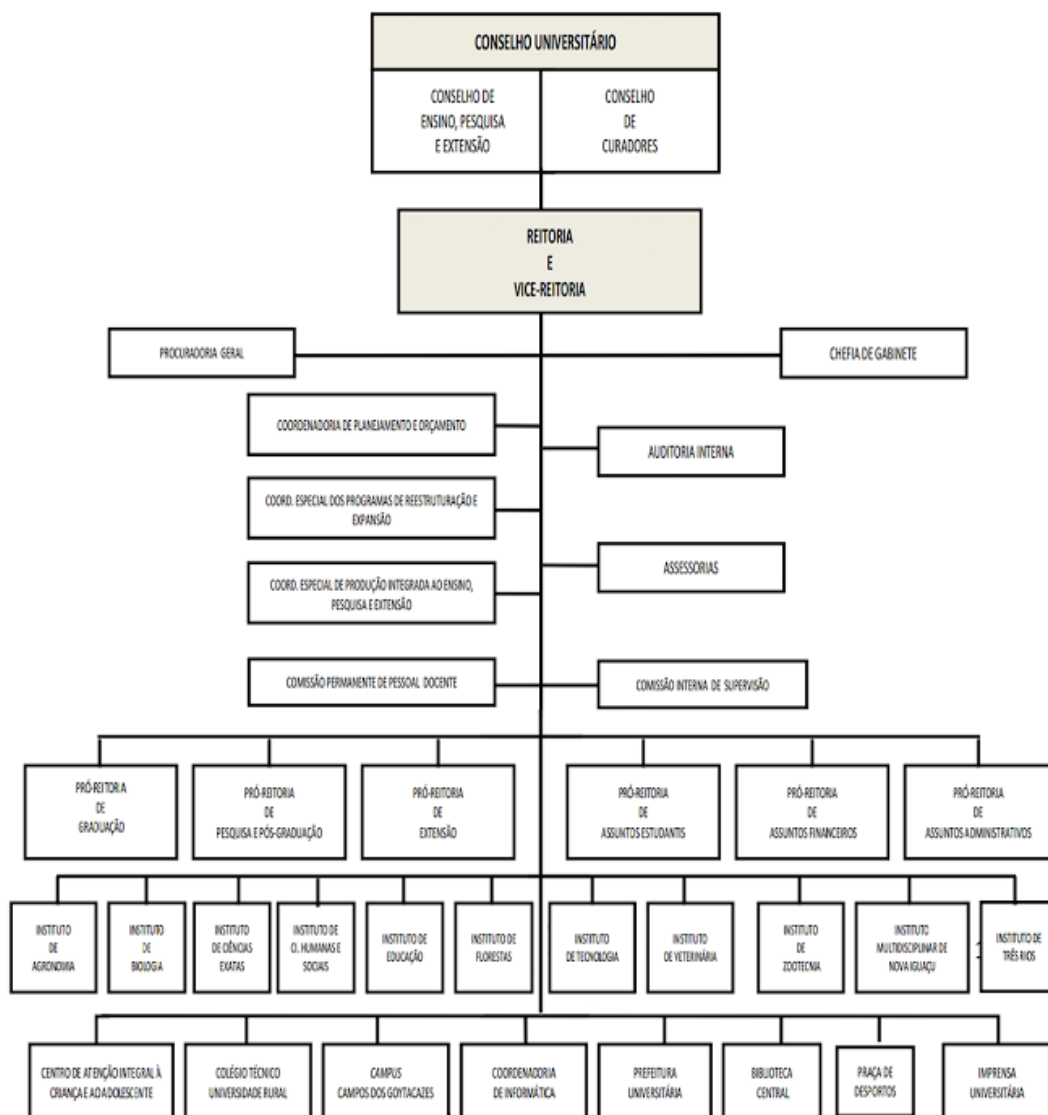 CONSELHO UNIVERSITÁRIO
CONSELHO DE
ENSINO, PESQUISA
E EXTENSÃO
CONSELHO
DE
CURADORES
REITORIA
E
VICE-REITORIA
PROCURADORIA GERAL
CHEFIA DE GABINETE
COORDENADORIA DE PLANEJAMENTO E ORÇAMENTO
AUDITORIA INTERNA
COORD. ESPECIAL DOS PROGRAMAS DE REESTRUTURAÇÃO E
EXPANSÃO
ASSESSORIAS
COORD. ESPECIAL DE PRODUÇÃO INTEGRADA AO ENSINO,
PESQUISA E EXTENSÃO
COMISSÃO PERMANENTE DE PESSOAL DOCENTE
COMISSÃO INTERNA DE SUPERVISÃO
PRÓ-REITORIA
DE
GRADUAÇÃO
PRÓ-REITORIA
DE
PESQUISA E PÓS-GRADUAÇÃO
PRÓ-REITORIA
DE
EXTENSÃO
PRÓ-REITORIA
DE
ASSUNTOS ESTUDANTIS
PRÓ-REITORIA
DE
ASSUNTOS FINANCEIROS
PRÓ-REITORIA
DE
ASSUNTOS ADMINISTRATIVOS
INSTITUTO
DE
AGRONOMIA
INSTITUTO
DE
BIOLOGIA
INSTITUTO
DE CIÊNCIAS
EXATAS
INSTITUTO DE
CI. HUMANAS E
SOCIAIS
INSTITUTO DE
EDUCAÇÃO
INSTITUTO DE
FLORESTAS
INSTITUTO
DE TECNOLOGIA
INSTITUTO
DE VETERINÁRIA
INSTITUTO
DE
ZOOTECNIA
INSTITUTO
MULTIDISCIPLINAR DE
NOVA IGUAÇU
INSTITUTO DE
TRÊS RIOS
CENTRO DE ATENÇÃO INTEGRAL À
CRIANÇA E AO ADOLESCENTE
COLÉGIO TÉCNICO
UNIVERSIDADE RURAL
CAMPUS
CAMPOS DOS GOYTACAZES
COORDENADORIA
DE INFORMÁTICA
PREFEITURA
UNIVERSITÁRIA
BIBLIOTECA
CENTRAL
PRAÇA DE
DESPORTOS
IMPRENSA
UNIVERSITÁRIA